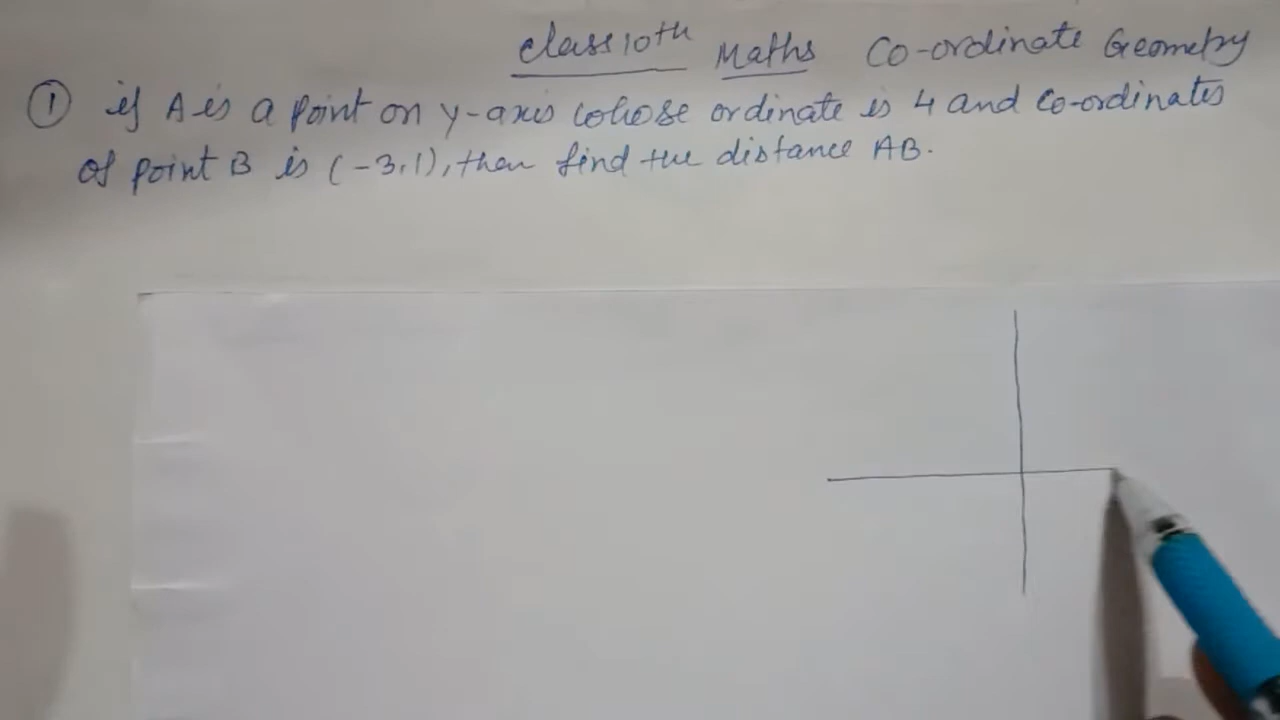 class 10th Maths Co-ordinate Geometry
① if A is a point on y-axis whose ordinate is 4 and Co-ordinates
of point B is (-3,1), then find the distance AB.